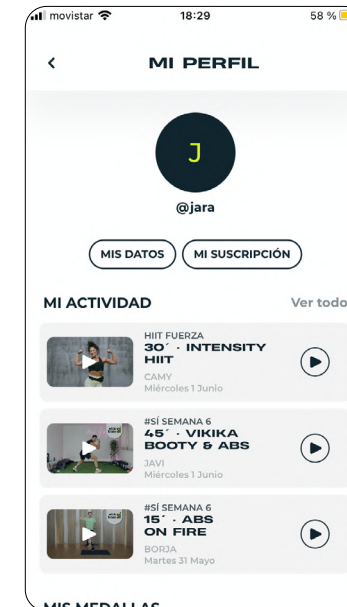 movistar 18:29 58 %
MI PERFIL
J
@jara
MIS DATOS MI SUSCRIPCIÓN
MI ACTIVIDAD Ver todo
HIIT FUERZA
30´ · INTENSITY
HIIT
CAMY
Miércoles 1 Junio
#SÍ SEMANA 6
45´ · VIKIKA
BOOTY & ABS
JAVI
Miércoles 1 Junio
#SÍ SEMANA 6
15´ · ABS
ON FIRE
BORJA
Martes 31 Mayo
MIS MEDALLAS